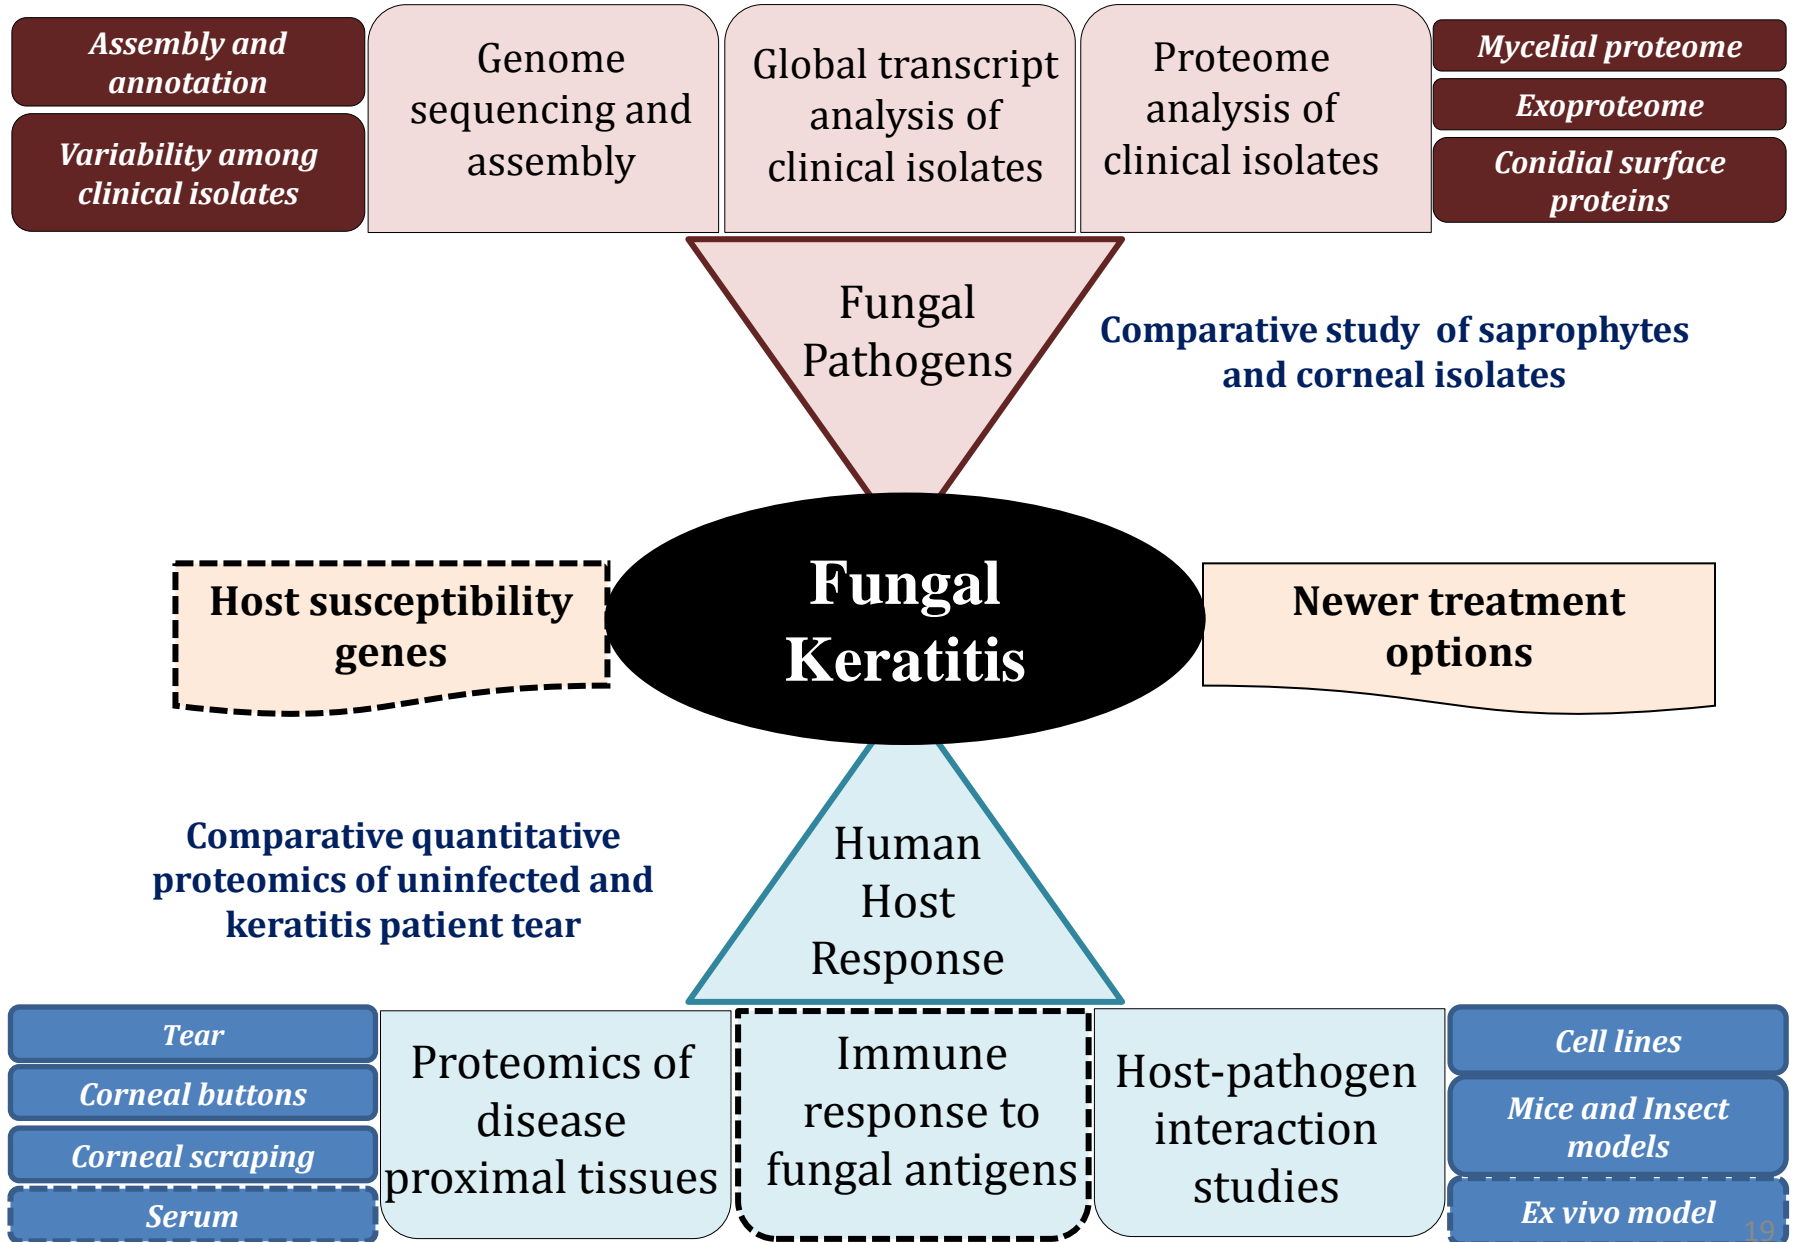 Assembly and
annotation
Variability among
clinical isolates
Genome
sequencing and
assembly
Global transcript
analysis of
clinical isolates
Proteome
analysis of
clinical isolates
Mycelial proteome
Exoproteome
Conidial surface
proteins
Fungal
Pathogens
Comparative study of saprophytes
and corneal isolates
Host susceptibility
genes
Fungal
Keratitis
Newer treatment
options
Comparative quantitative
proteomics of uninfected and
keratitis patient tear
Human
Host
Response
Tear
Corneal buttons
Corneal scraping
Serum
Proteomics of
disease
proximal tissues
Immune
response to
fungal antigens
Host-pathogen
interaction
studies
Cell lines
Mice and Insect
models
Ex vivo model
19